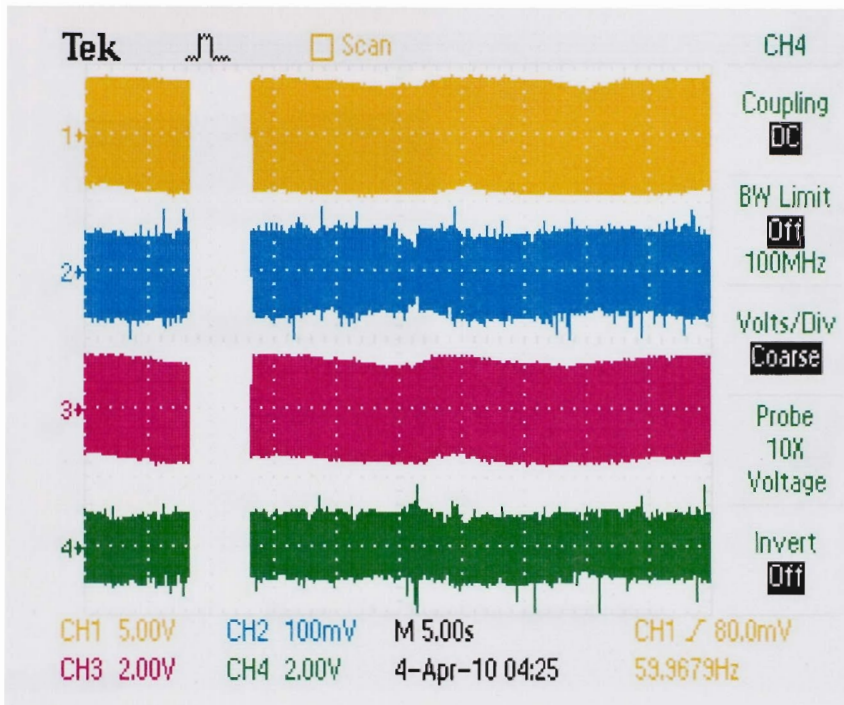 Tek Scan CH4
Coupling
DC
1
BW Limit
Off
100MHz
2
Volts/Div
Coarse
3
Probe
10X
Voltage
4
Invert
Off
CH1 5.00V CH2 100mV M 5.00s CH1 80.0mV
CH3 2.00V CH4 2.00V 4-Apr-10 04:25 59.9679Hz